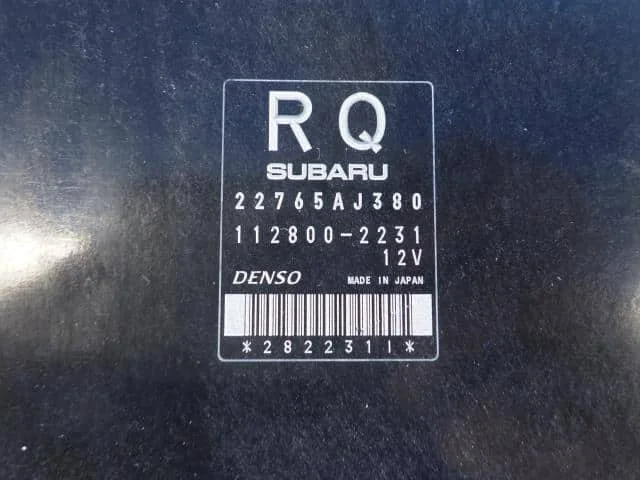 RQ
SUBARU
22765AJ380
112800-2231
12V
DENSO MADE IN JAPAN
*282231I*